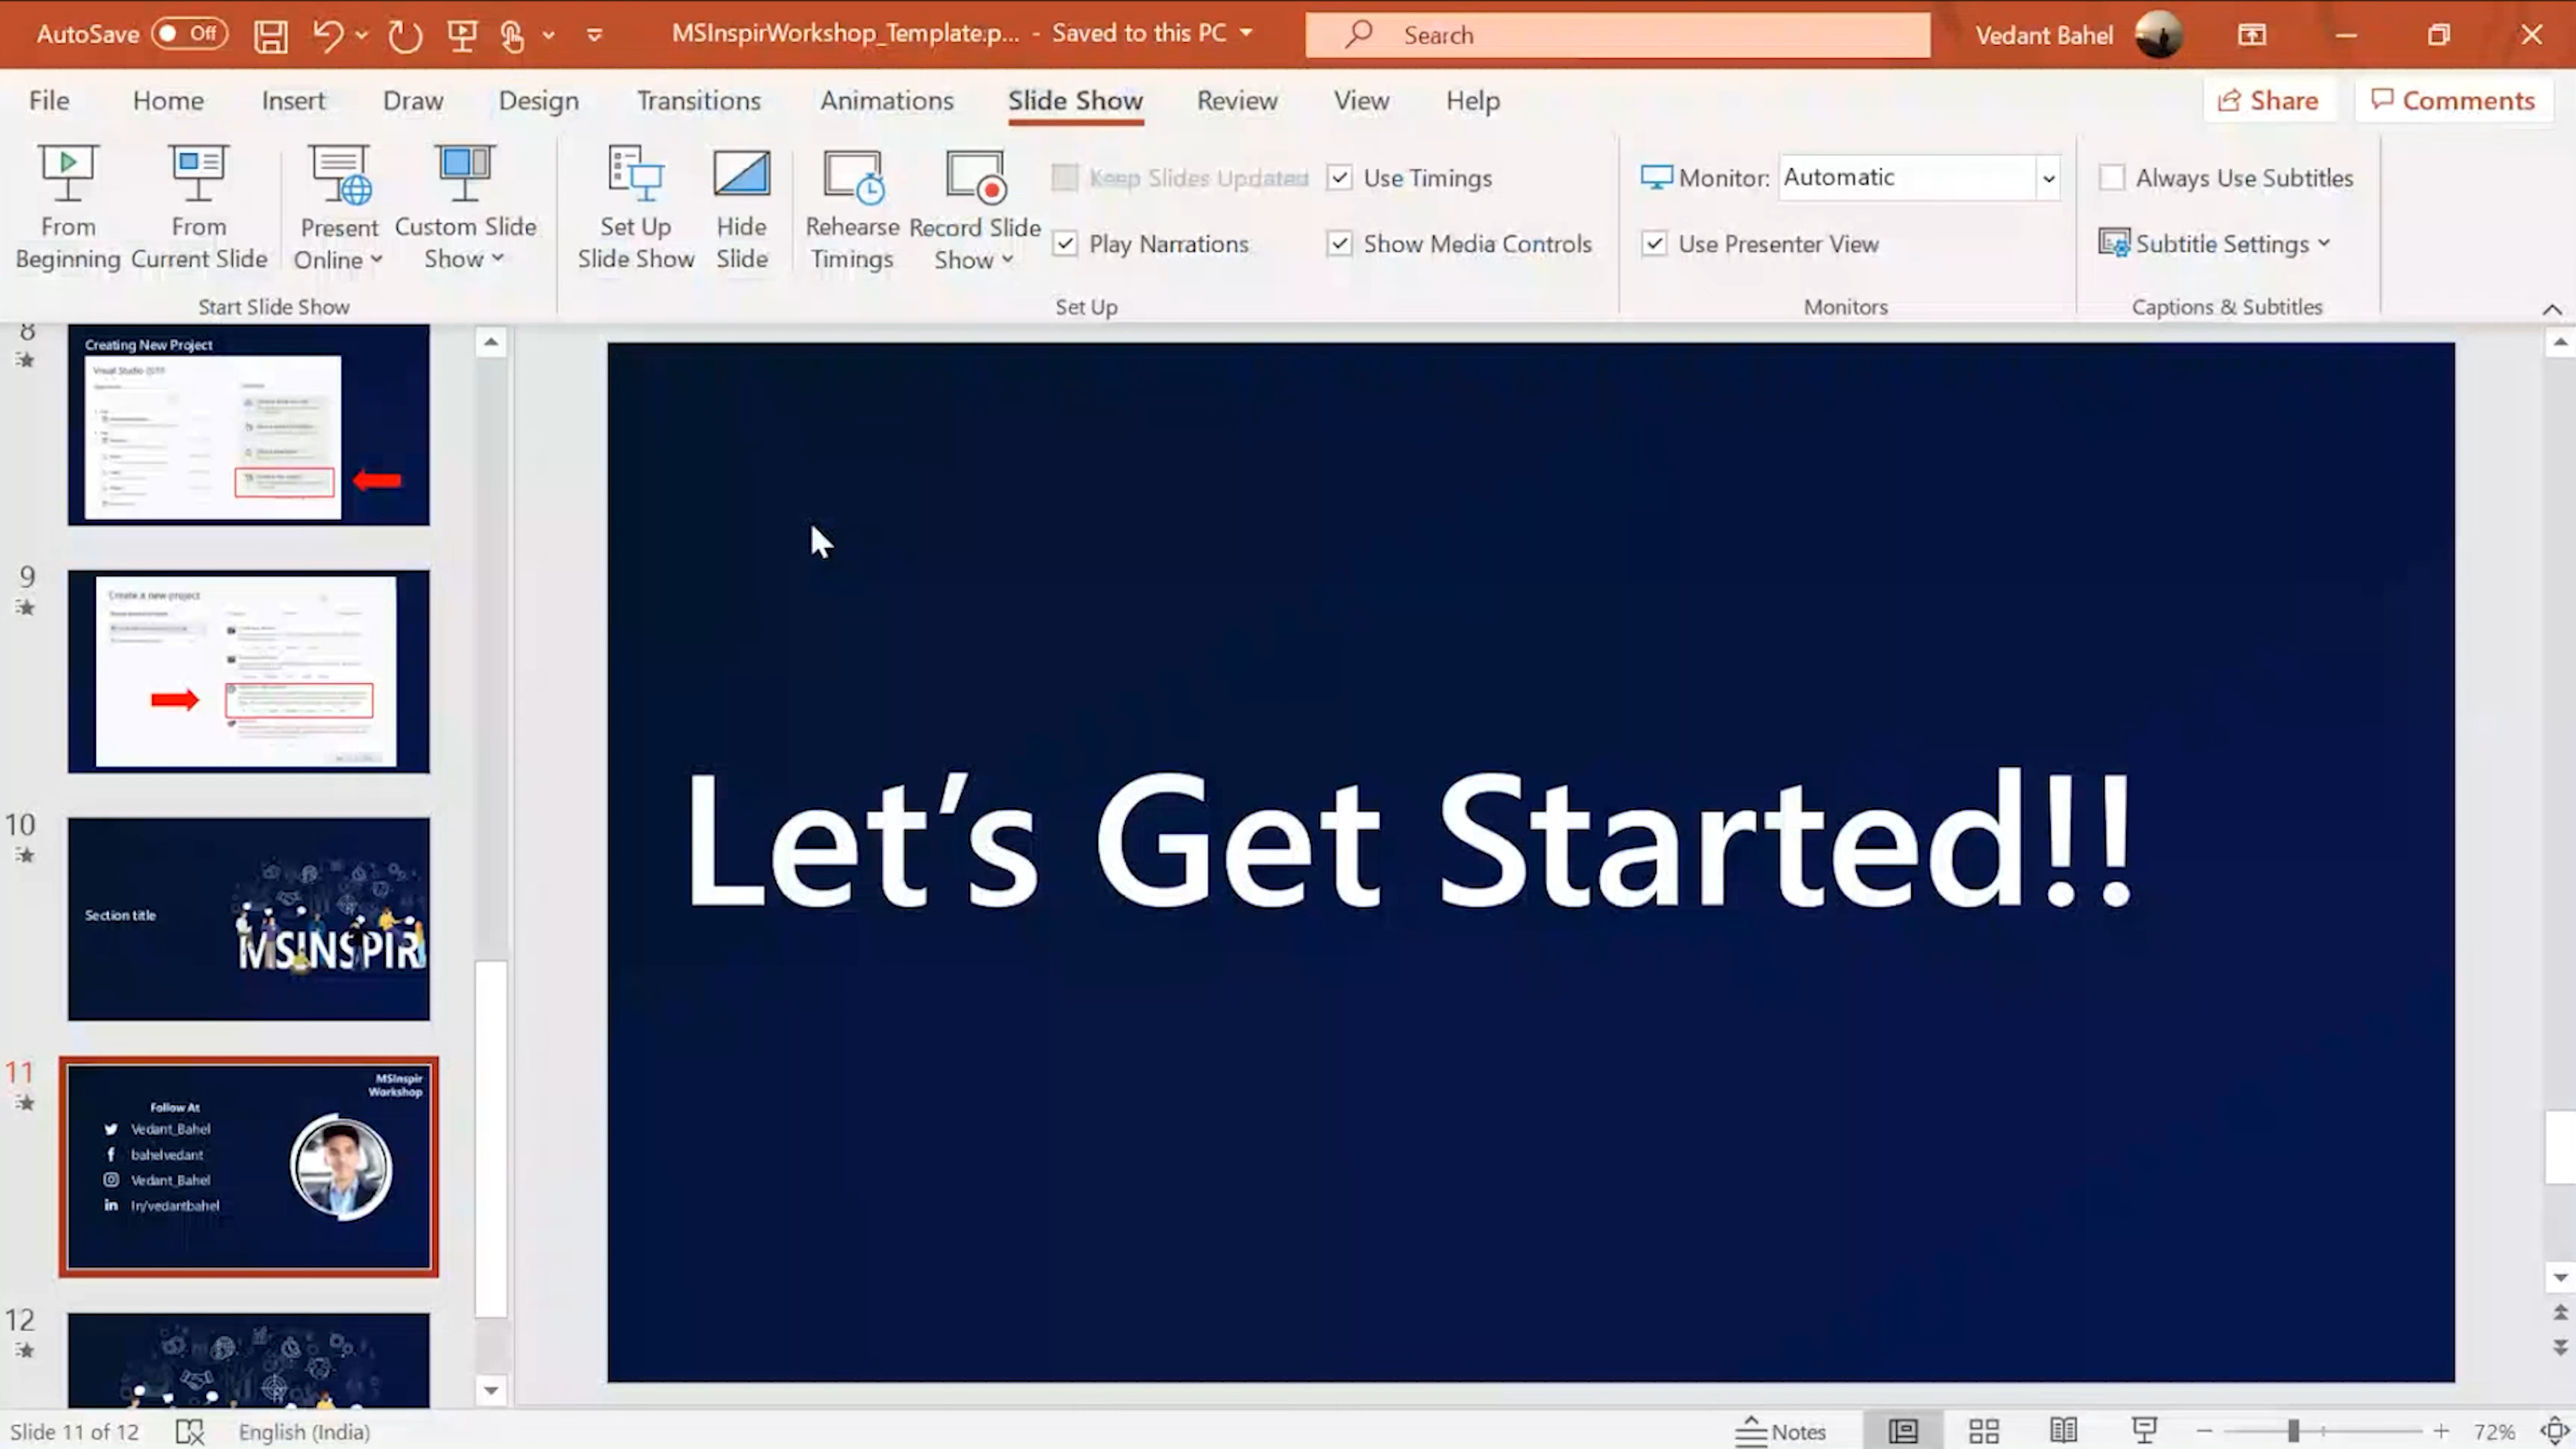 AutoSave Off MSInspirWorkshop_Template.p... - Saved to this PC Search Vedant Bahel
File Home Insert Draw Design Transitions Animations Slide Show Review View Help Share Comments
From Beginning
From Current Slide
Present Online
Custom Slide Show
Start Slide Show
Set Up Slide Show
Hide Slide
Rehearse Timings
Record Slide Show
Keep Slides Updated
Play Narrations
Use Timings
Show Media Controls
Set Up
Monitor: Automatic
Use Presenter View
Monitors
Always Use Subtitles
Subtitle Settings
Captions & Subtitles
8
Creating New Project
9
Create a new project
10
Section title
MSINSPIR
11
MSInspir
Workshop
Follow At
Vedant_Bahel
bahelvedant
Vedant_Bahel
In/vedantbahel
12
Let’s Get Started!!
Slide 11 of 12 English (India) Notes 72%